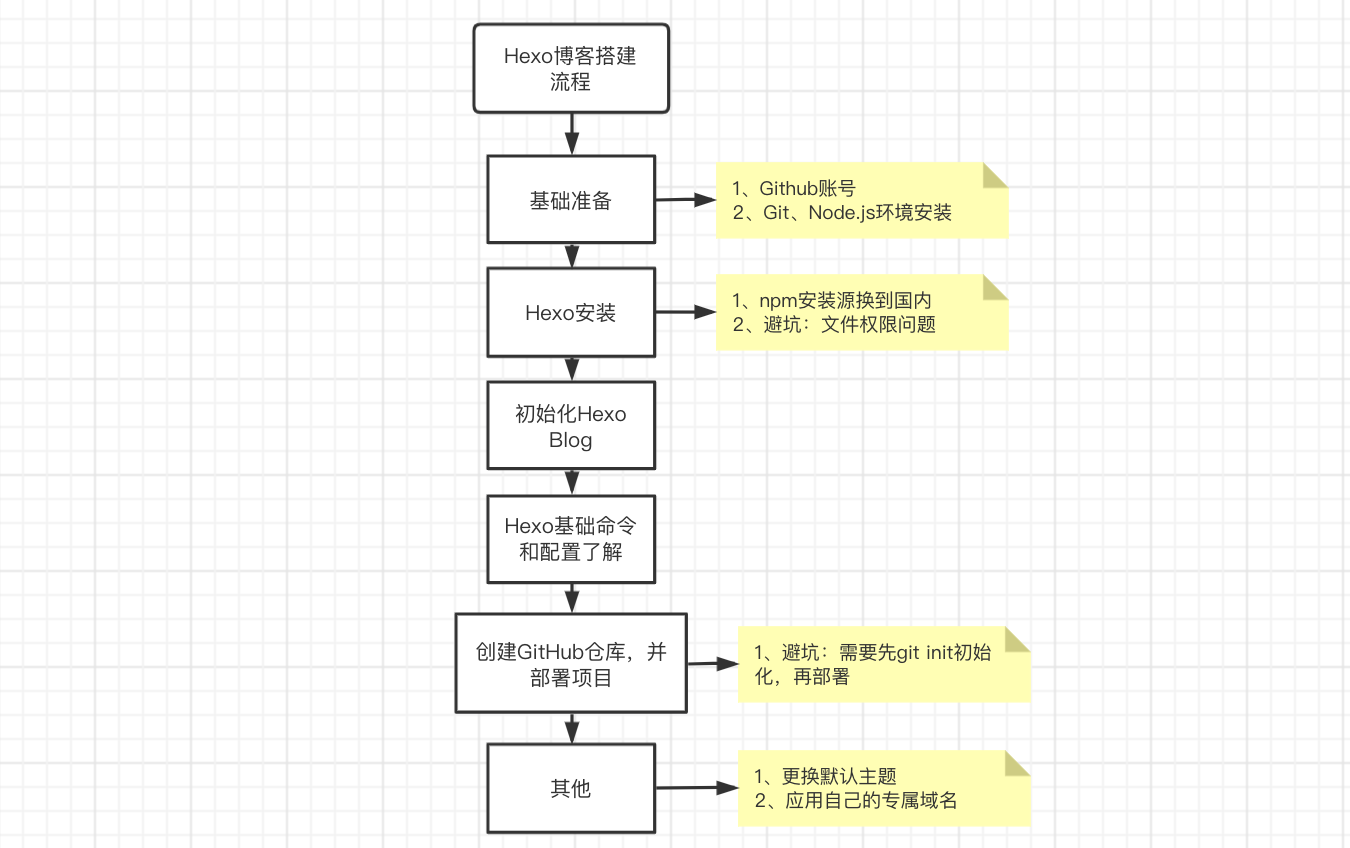 Hexo博客搭建
流程
基础准备
1、Github账号
2、Git、Node.js环境安装
Hexo安装
1、npm安装源换到国内
2、避坑：文件权限问题
初始化Hexo
Blog
Hexo基础命令
和配置了解
创建GitHub仓库，并
部署项目
1、避坑：需要先git init初始
化，再部署
其他
1、更换默认主题
2、应用自己的专属域名